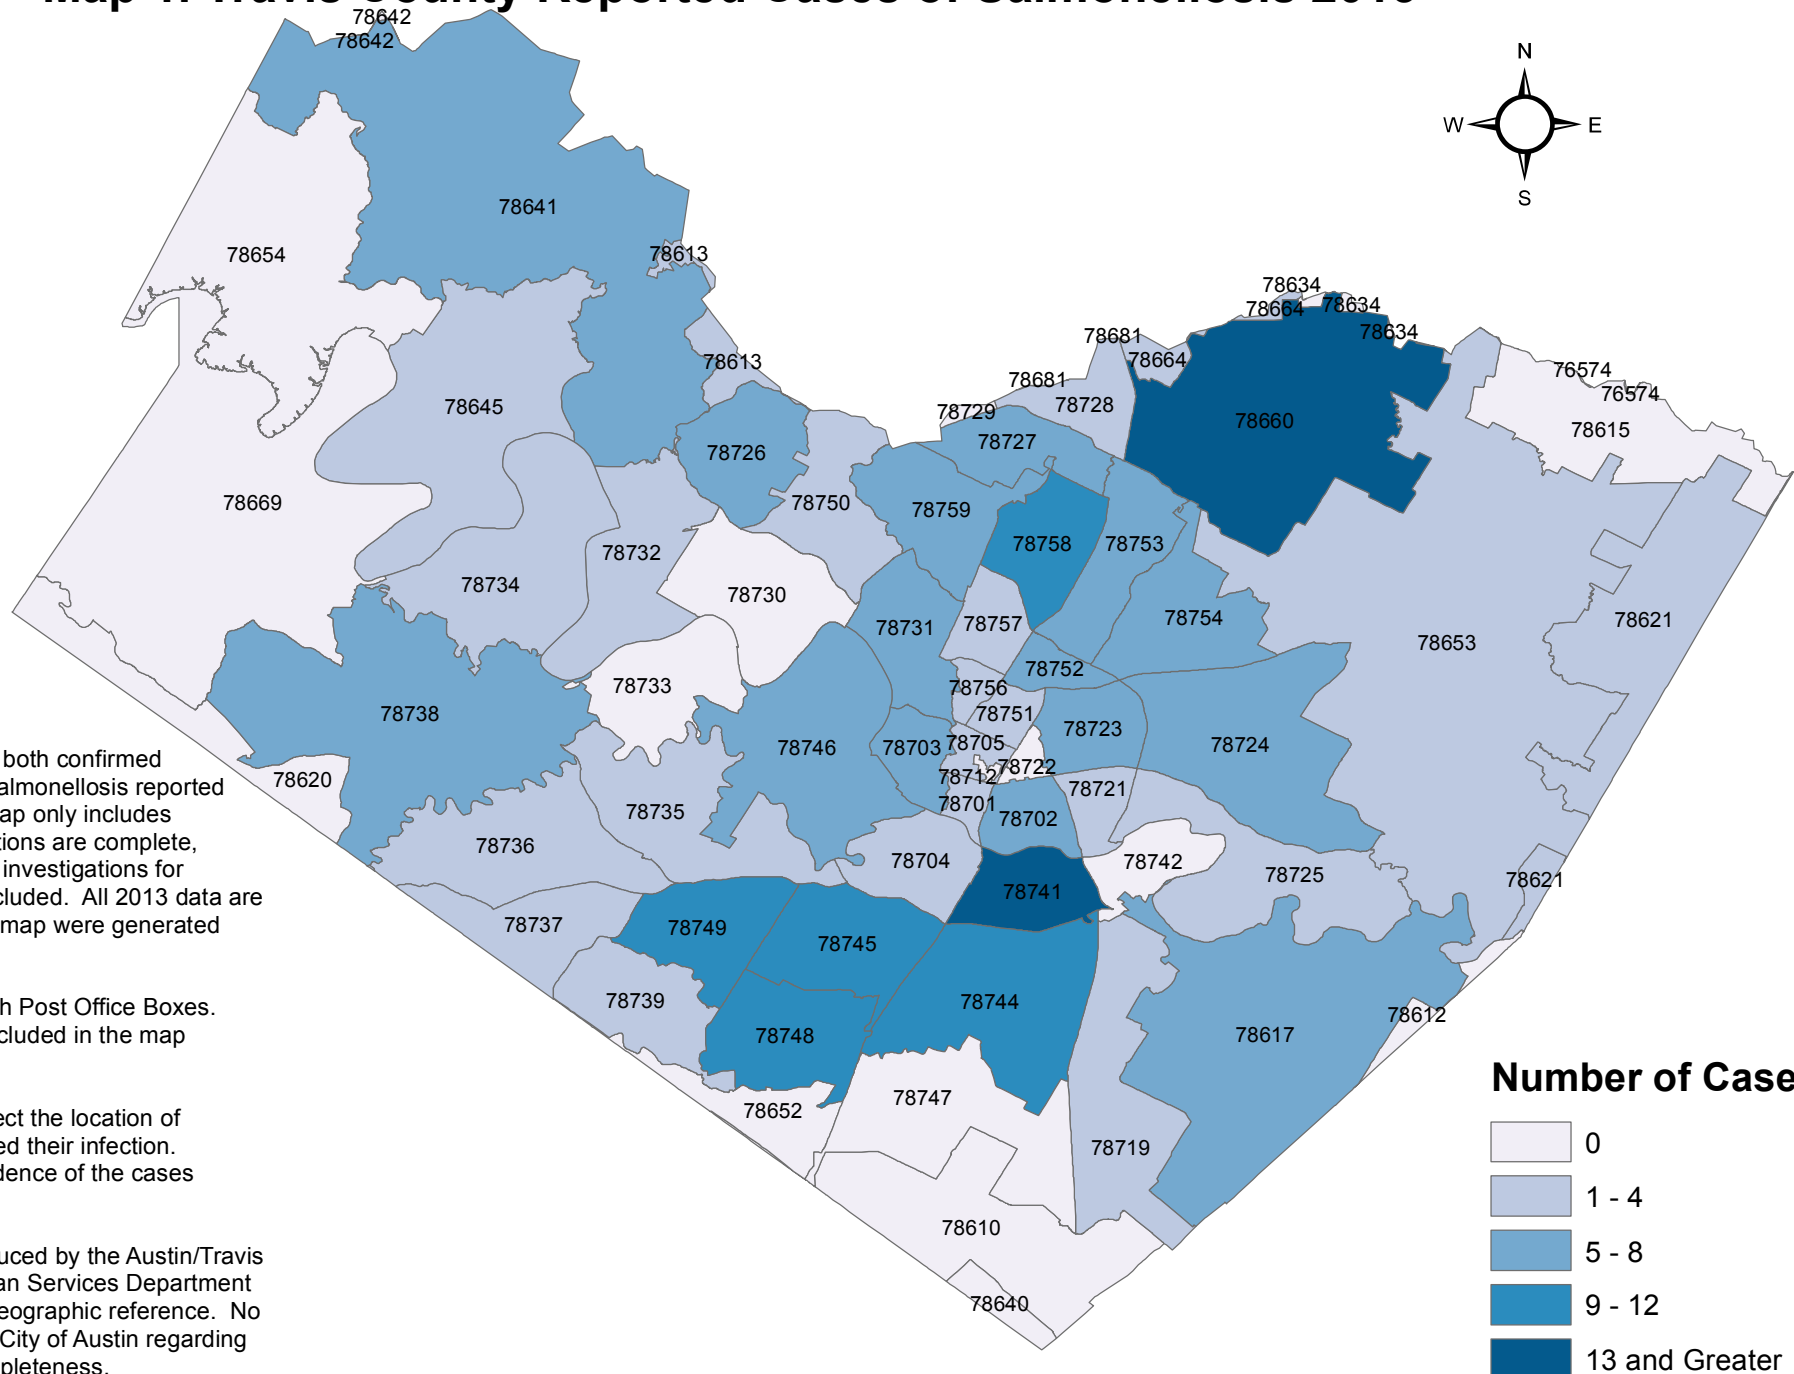 78642
78642
N
W
E
S
78641
78654
78613
78634
78664
78634
78634
78681
78664
78613
76574
76574
78681
78645
78729
78728
78660
78615
78727
78726
78669
78750
78759
78758
78753
78732
78734
78730
78754
78621
78731
78757
78653
78752
78733
78756
78738
78751
78723
78746
78703
78705
78724
78722
78712
78620
78721
78701
78735
78702
78736
78704
78742
78725
78621
78741
78737
78749
78745
78739
78744
78612
78748
78617
78747
78652
78719
78610
78640
both confirmed
almonellosis reported
ap only includes
tions are complete,
investigations for
cluded. All 2013 data are
map were generated
h Post Office Boxes.
cluded in the map
ect the location of
ed their infection.
dence of the cases
uced by the Austin/Travis
an Services Department
eographic reference. No
City of Austin regarding
pleteness.
Number of Case
0
1 - 4
5 - 8
9 - 12
13 and Greater